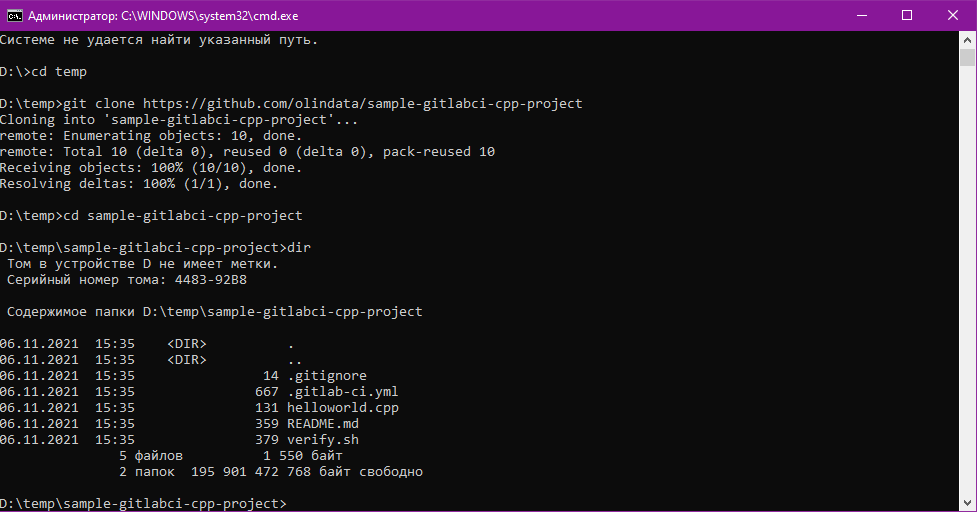 Администратор: C:\WINDOWS\system32\cmd.exe
Системе не удается найти указанный путь.
D:\>cd temp
D:\temp>git clone https://github.com/olindata/sample-gitlabci-cpp-project
Cloning into 'sample-gitlabci-cpp-project'...
remote: Enumerating objects: 10, done.
remote: Total 10 (delta 0), reused 0 (delta 0), pack-reused 10
Receiving objects: 100% (10/10), done.
Resolving deltas: 100% (1/1), done.
D:\temp>cd sample-gitlabci-cpp-project
D:\temp\sample-gitlabci-cpp-project>dir
Том в устройстве D не имеет метки.
Серийный номер тома: 4483-92B8
Содержимое папки D:\temp\sample-gitlabci-cpp-project
06.11.2021  15:35    <DIR>          .
06.11.2021  15:35    <DIR>          ..
06.11.2021  15:35                14 .gitignore
06.11.2021  15:35               667 .gitlab-ci.yml
06.11.2021  15:35               131 helloworld.cpp
06.11.2021  15:35               359 README.md
06.11.2021  15:35               379 verify.sh
5 файлов          1 550 байт
2 папок  195 901 472 768 байт свободно
D:\temp\sample-gitlabci-cpp-project>